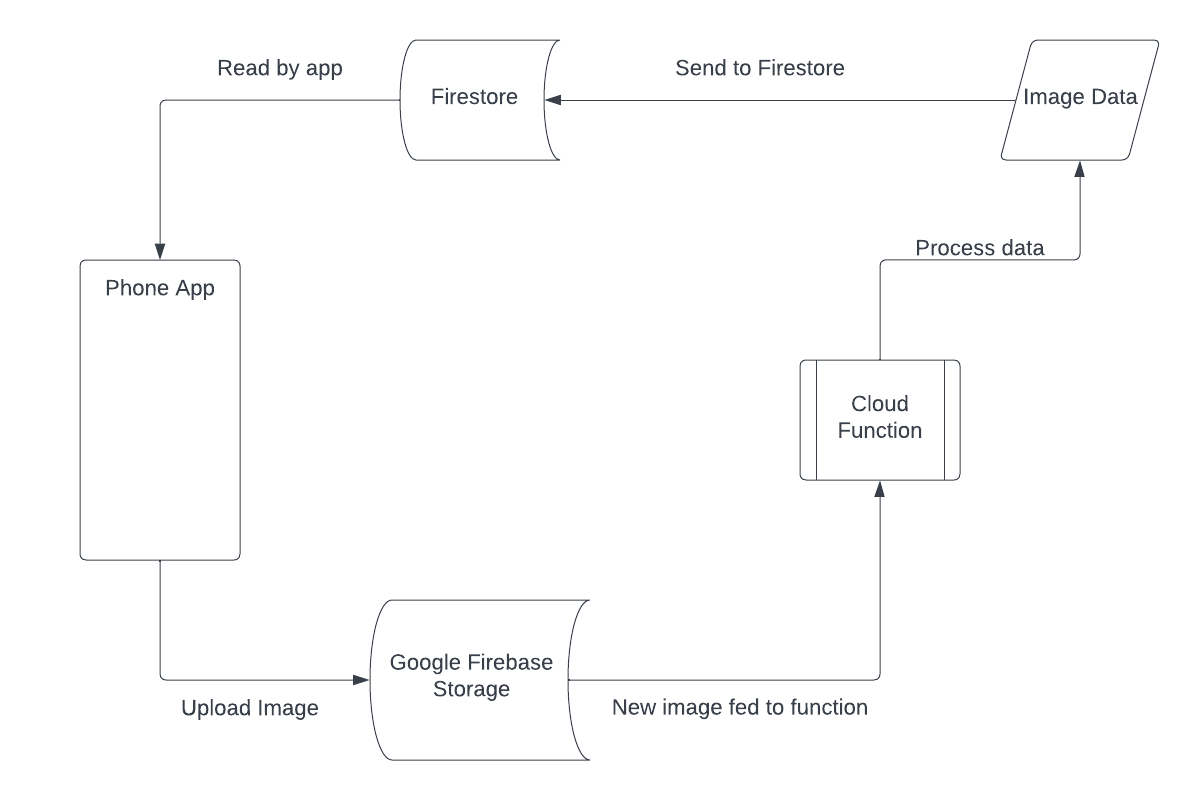 Read by app
Firestore
Send to Firestore
Image Data
Process data
Phone App
Cloud
Function
Google Firebase
Storage
Upload Image
New image fed to function